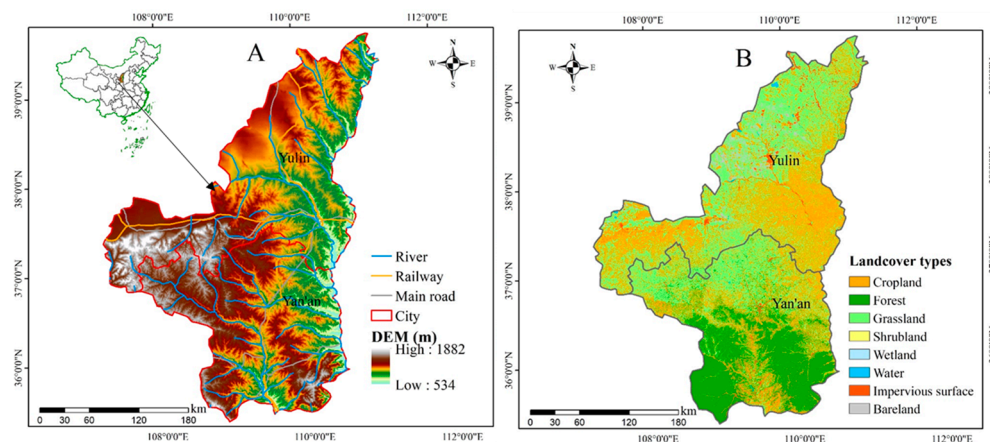 108°0'0"E 110°0'0"E 112°0'0"E
A
N
W E
S
39°0'0"N
38°0'0"N
37°0'0"N
36°0'0"N
Yulin
Yan'an
River
Railway
Main road
City
DEM (m)
High : 1882
Low : 534
0 30 60 120 180 km
108°0'0"E 110°0'0"E 112°0'0"E
108°0'0"E 110°0'0"E 112°0'0"E
B
N
W E
S
39°0'0"N
38°0'0"N
37°0'0"N
36°0'0"N
Yulin
Yan'an
Landcover types
Cropland
Forest
Grassland
Shrubland
Wetland
Water
Impervious surface
Bareland
0 30 60 120 180 km
108°0'0"E 110°0'0"E 112°0'0"E